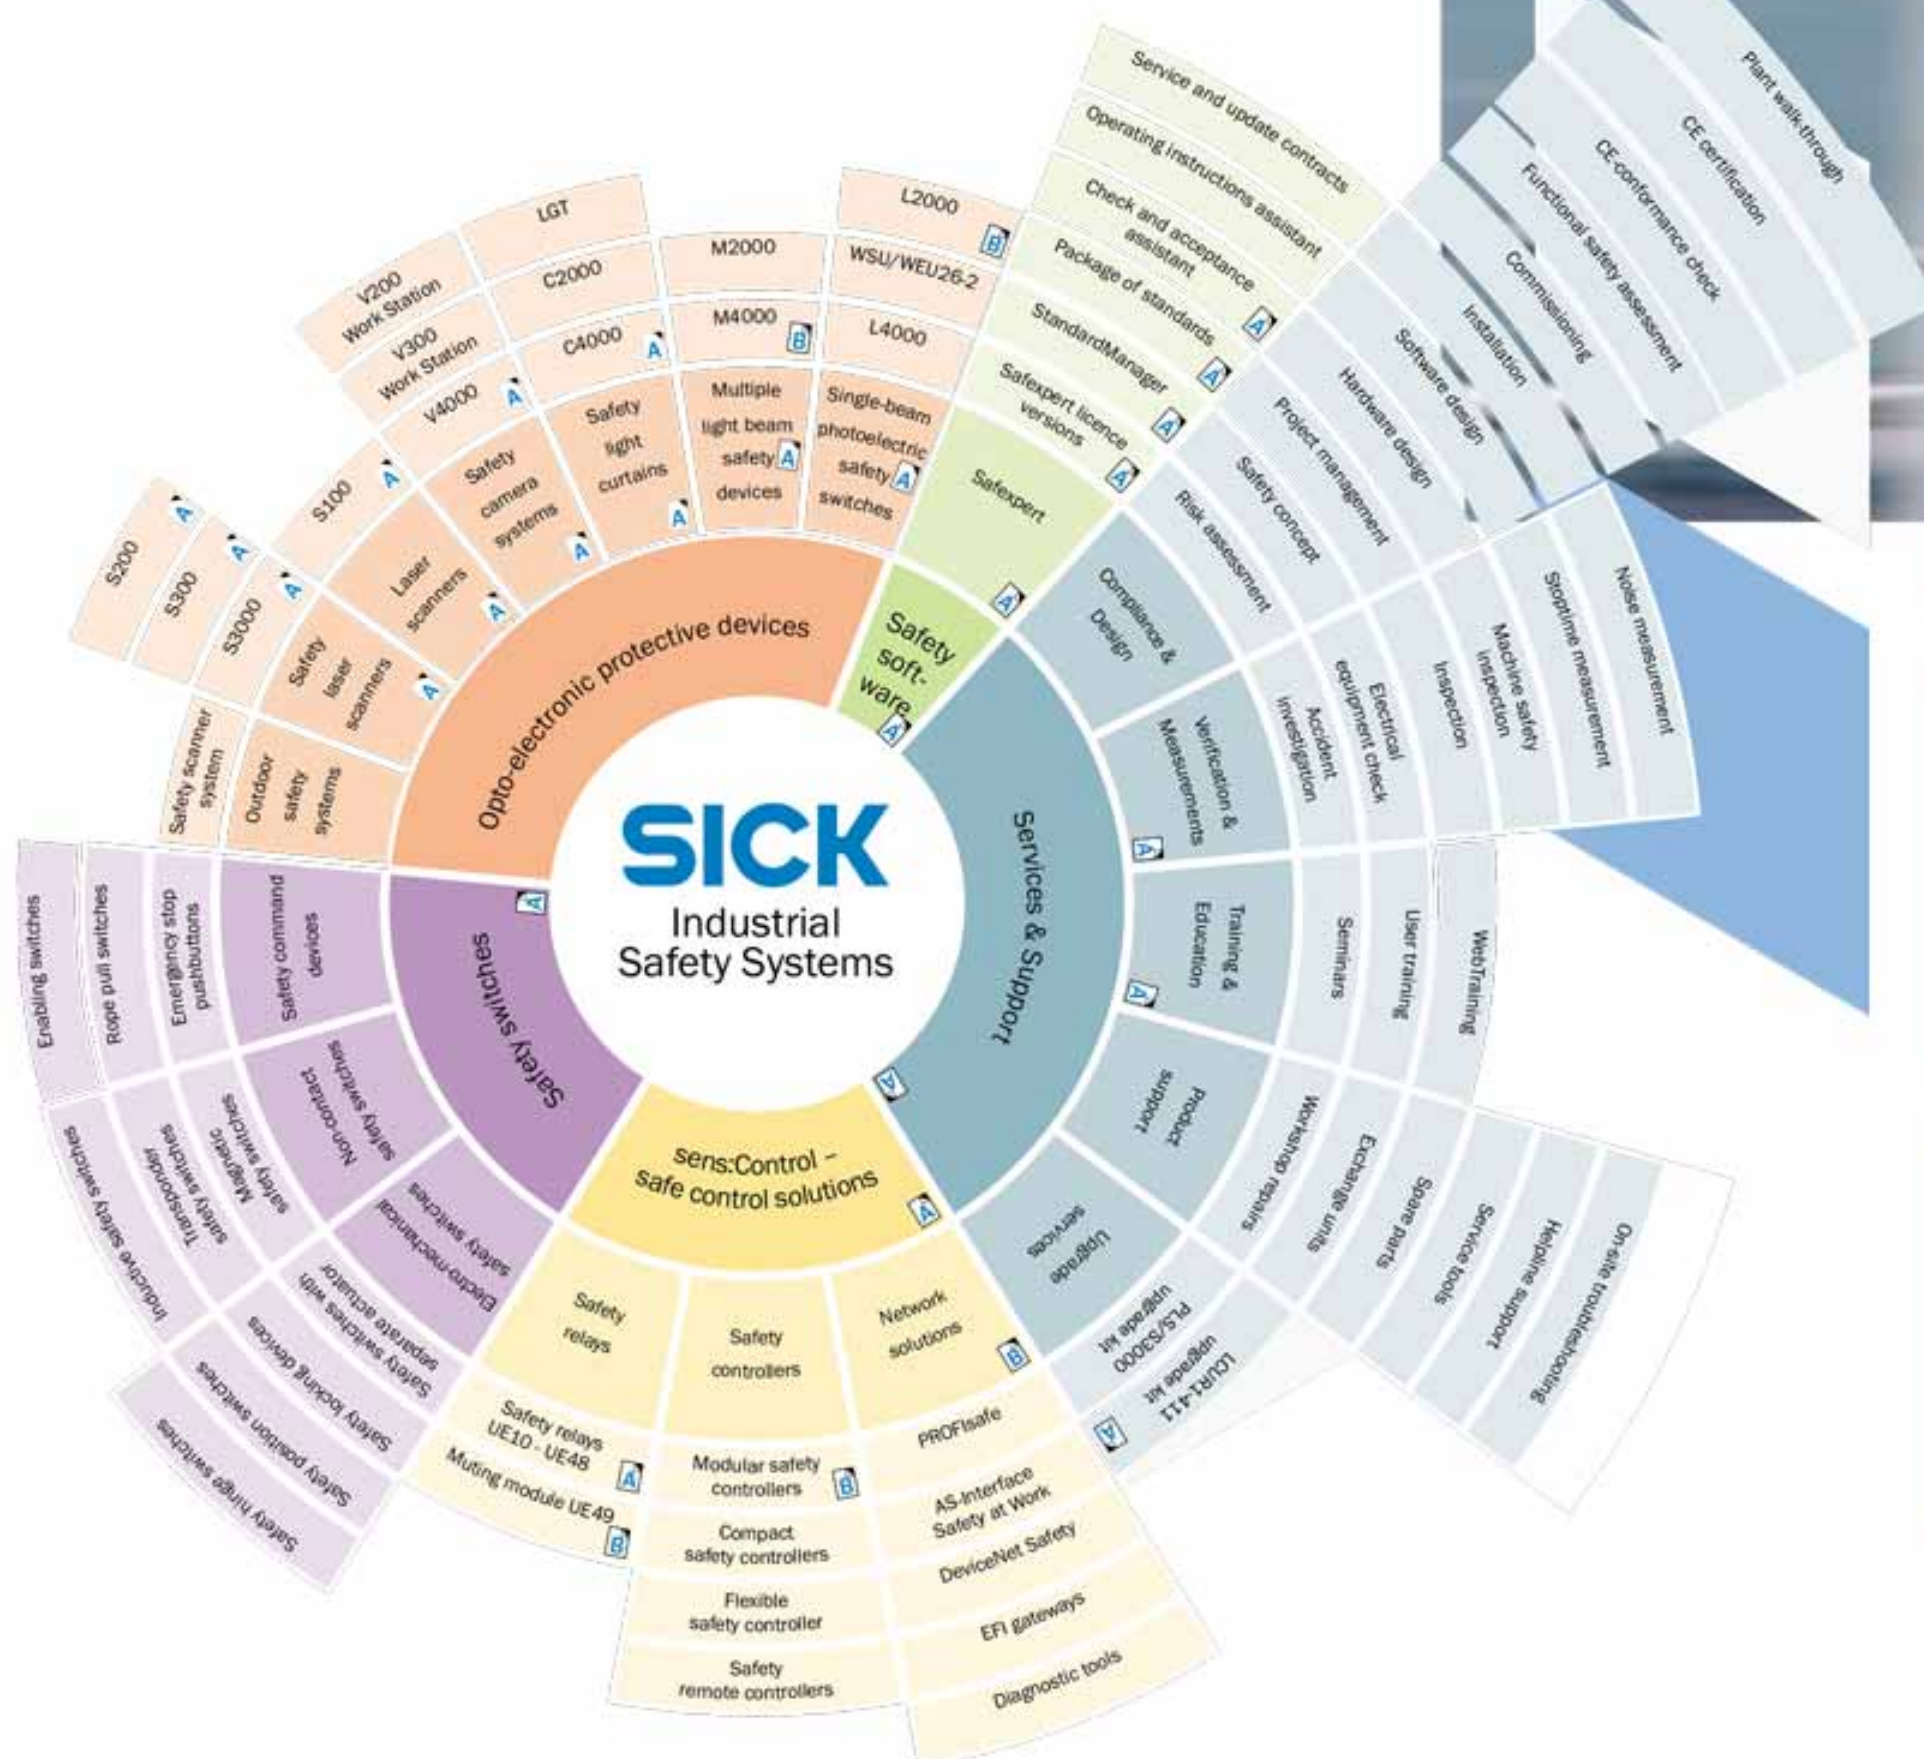 SICK
Industrial
Safety Systems
Opto-electronic protective devices
Outdoor
safety
systems
Safety scanner
system
Safety
laser
scanners
A
S3000
A
S300
A
S200
A
Laser
scanners
A
S100
A
Safety
camera
systems
A
V4000
A
V300
Work Station
V200
Work Station
Safety
light
curtains
A
C4000
A
C2000
LGT
Multiple
light beam
safety A
devices
M4000
B
M2000
Single-beam
photoelectric
safety A
switches
L4000
WSU/WEU26-2
L2000
B
Safety
soft-
ware
A
Safexpert
A
Safexpert licence
versions
A
StandardManager
A
Package of standards
A
Check and acceptance
assistant
A
Operating instructions assistant
Service and update contracts
Services & Support
A
Compliance &
Design
Risk assessment
Safety concept
Project management
Hardware design
Software design
Installation
Commissioning
Functional safety assessment
CE-conformance check
CE certification
Plant walk-through
Verification &
Measurements
A
Accident
investigation
Electrical
equipment check
Inspection
Machine safety
inspection
Stoptime measurement
Noise measurement
Training &
Education
A
Seminars
User training
WebTraining
Product
support
Workshop repairs
Exchange units
Spare parts
Service tools
Helpline support
On-site troubleshooting
Upgrade
services
PLS/S3000
upgrade kit
LCUR1-411
upgrade kit
A
sens:Control –
safe control solutions
A
Network
solutions
B
PROFIsafe
AS-Interface
Safety at Work
DeviceNet Safety
EFI gateways
Diagnostic tools
Safety
controllers
Modular safety
controllers
B
Compact
safety controllers
Flexible
safety controller
Safety
remote controllers
Safety
relays
Safety relays
UE10 - UE48
A
Muting module UE49
B
Safety switches
A
Electro-mechanical
safety switches
Safety switches with
separate actuator
Safety locking devices
Safety position switches
Safety hinge switches
Non-contact
safety switches
Magnetic
safety switches
Transponder
safety switches
Inductive safety switches
Safety command
devices
Emergency stop
pushbuttons
Rope pull switches
Enabling switches